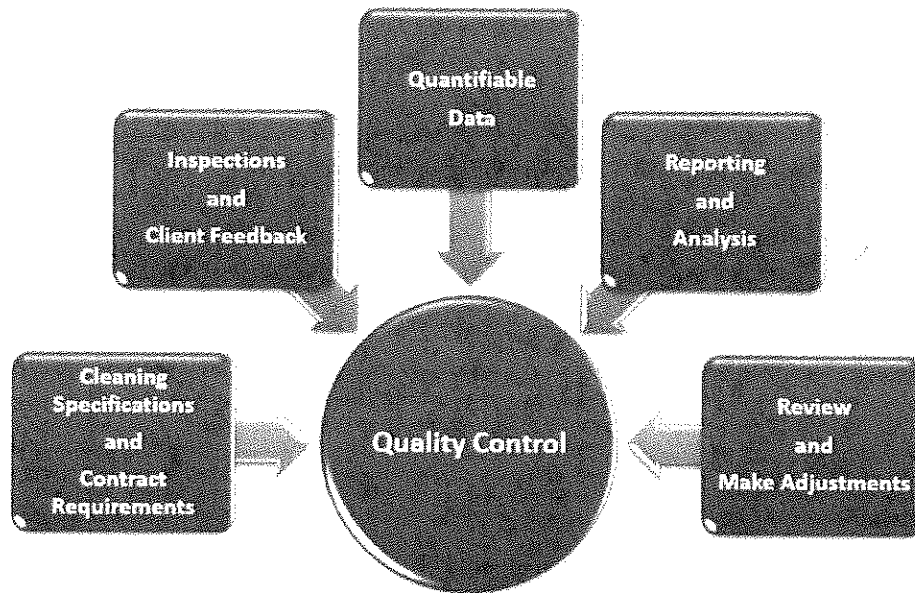 Quantifiable
Data
Inspections
and
Client Feedback
Reporting
and
Analysis
Cleaning
Specifications
and
Contract
Requirements
Quality Control
Review
and
Make Adjustments